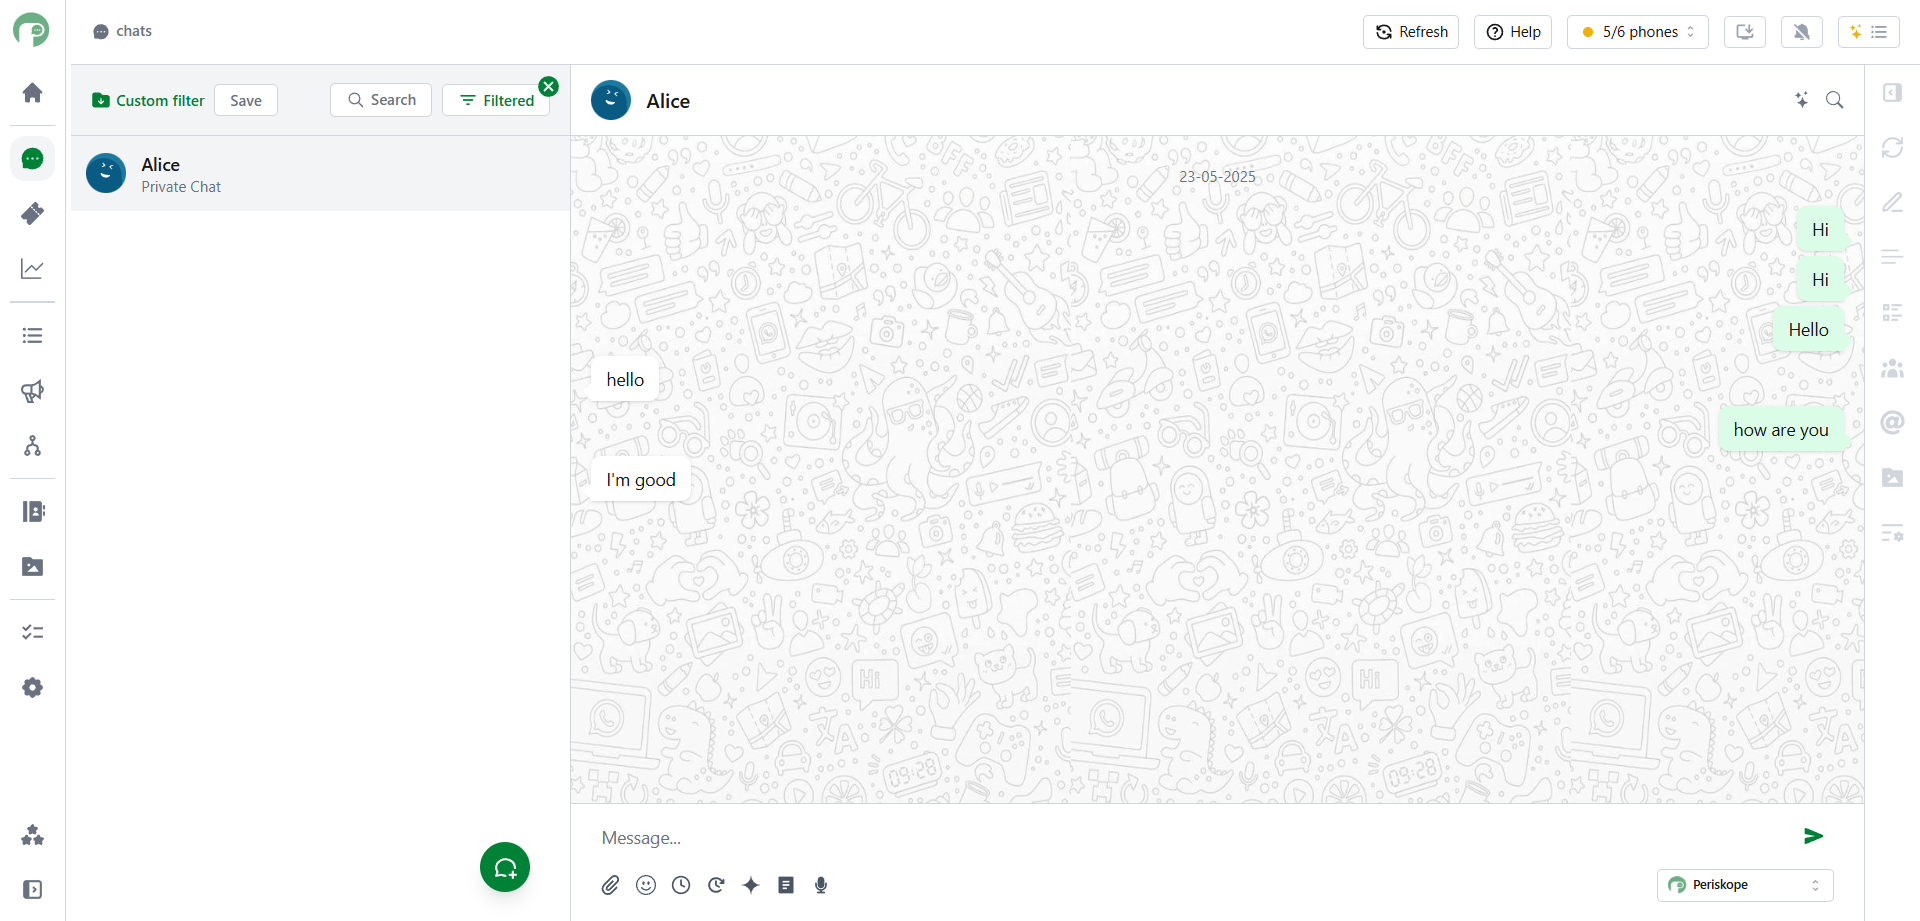 chats
Refresh
Help
5/6 phones
Custom filter
Save
Search
Filtered
Alice
Private Chat
Alice
23-05-2025
Hi
Hi
Hello
hello
how are you
I'm good
Message...
Periskope